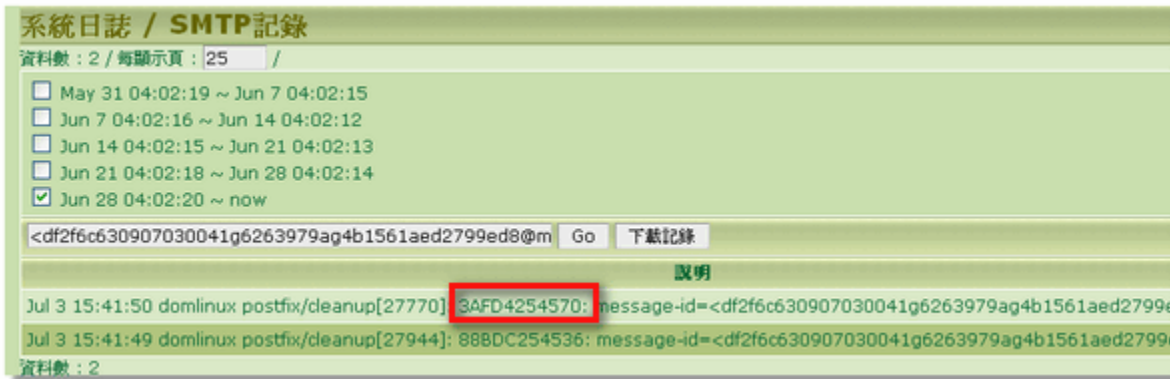 系統日誌 / SMTP記錄
資料數 : 2 / 每顯示頁 : 25 /
May 31 04:02:19 ~ Jun 7 04:02:15
Jun 7 04:02:16 ~ Jun 14 04:02:12
Jun 14 04:02:15 ~ Jun 21 04:02:13
Jun 21 04:02:18 ~ Jun 28 04:02:14
Jun 28 04:02:20 ~ now
<df2f6c630907030041g6263979ag4b1561aed2799ed8@m Go 下載記錄
說明
Jul 3 15:41:50 domlinux postfix/cleanup[27770]: 3AFD4254570: message-id=<df2f6c630907030041g6263979ag4b1561aed2799e
Jul 3 15:41:49 domlinux postfix/cleanup[27944]: 88BDC254536: message-id=<df2f6c630907030041g6263979ag4b1561aed2799
資料數 : 2